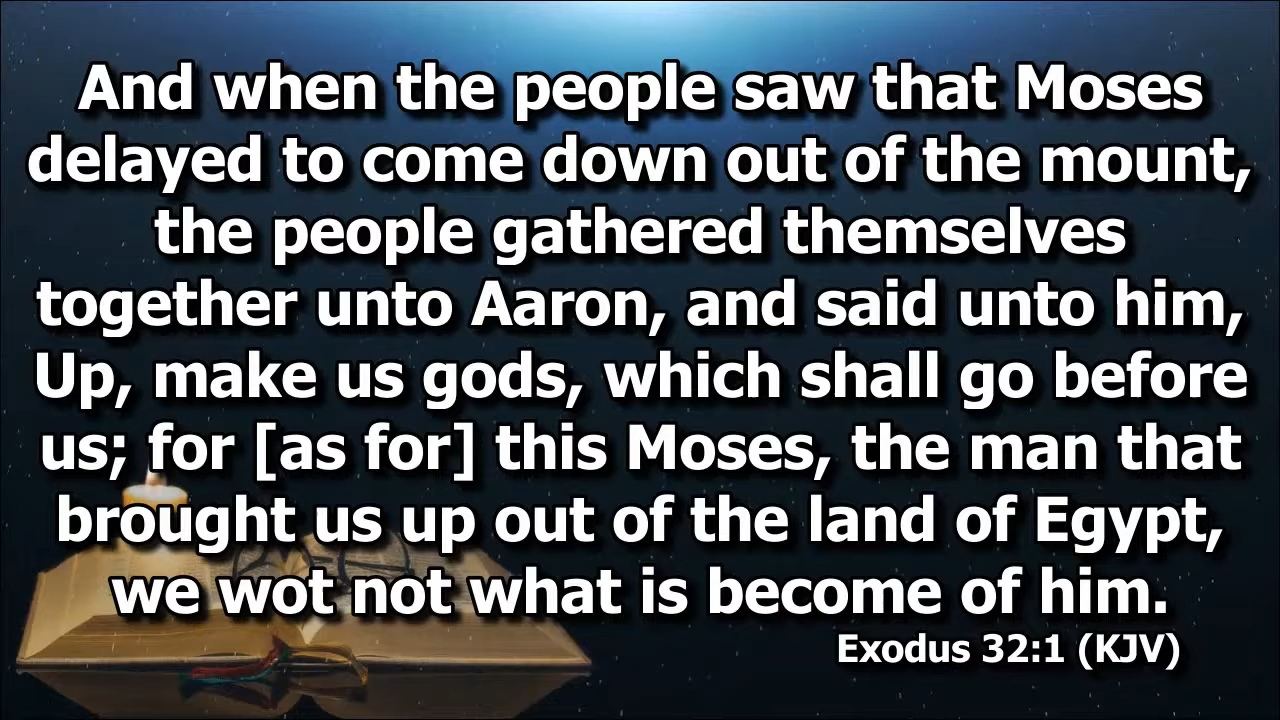 And when the people saw that Moses
delayed to come down out of the mount,
the people gathered themselves
together unto Aaron, and said unto him,
Up, make us gods, which shall go before
us; for [as for] this Moses, the man that
brought us up out of the land of Egypt,
we wot not what is become of him.
Exodus 32:1 (KJV)